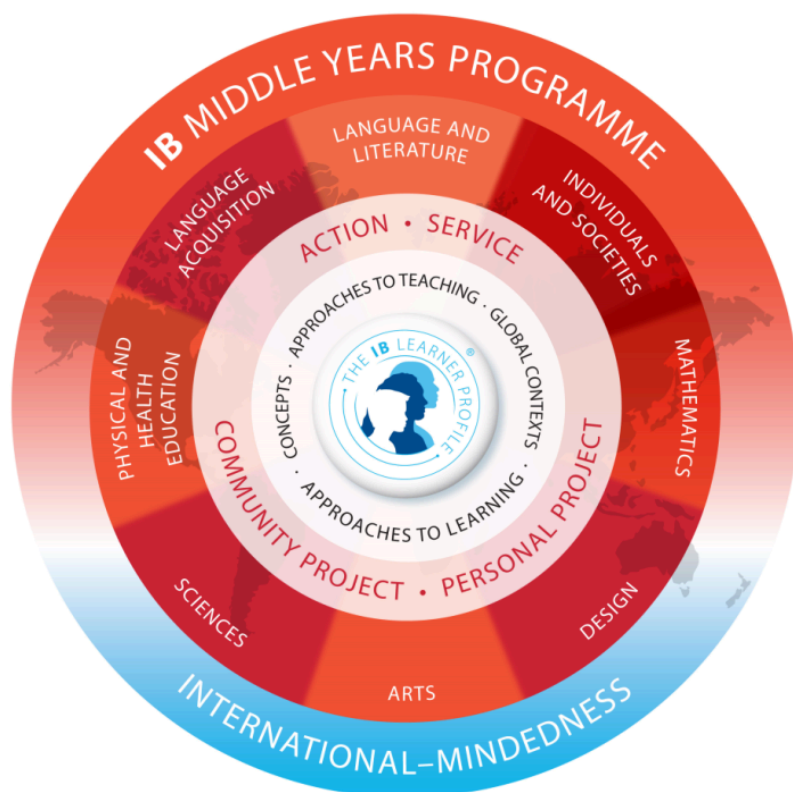 IB MIDDLE YEARS PROGRAMME
LANGUAGE AND
LITERATURE
INDIVIDUALS
AND SOCIETIES
MATHEMATICS
DESIGN
ARTS
SCIENCES
PHYSICAL AND
HEALTH
EDUCATION
LANGUAGE
ACQUISITION
ACTION • SERVICE
COMMUNITY PROJECT • PERSONAL PROJECT
APPROACHES TO TEACHING · GLOBAL CONTEXTS ·
APPROACHES TO LEARNING · CONCEPTS ·
THE IB LEARNER PROFILE ®
INTERNATIONAL–MINDEDNESS